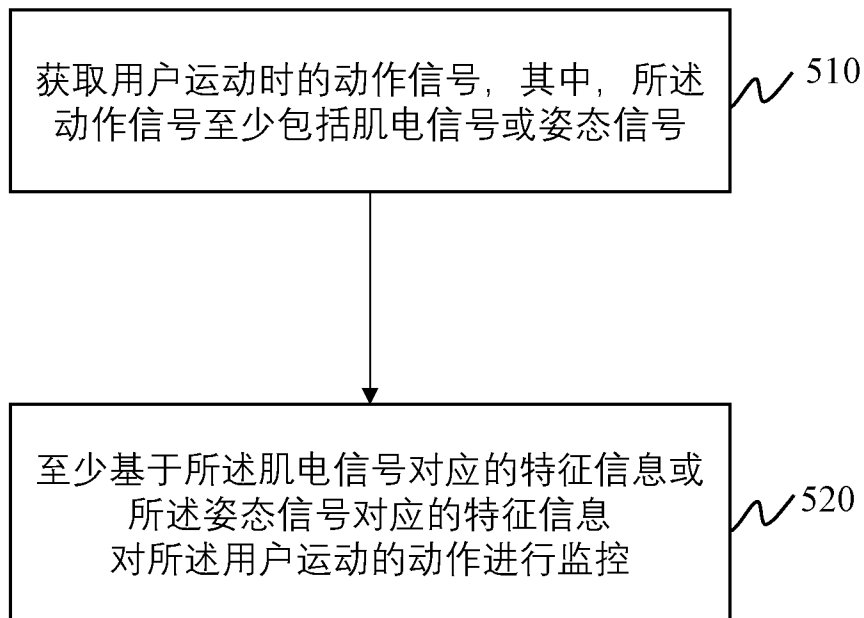 获取用户运动时的动作信号，其中，所述
动作信号至少包括肌电信号或姿态信号
510
至少基于所述肌电信号对应的特征信息或
所述姿态信号对应的特征信息
对所述用户运动的动作进行监控
520